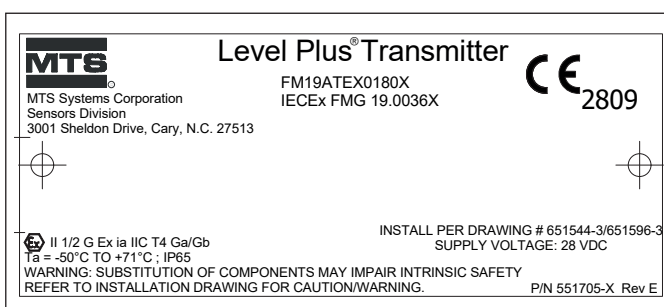 MTS
Level Plus® Transmitter
FM19ATEX0180X
IECEx FMG 19.0036X
CE 2809
MTS Systems Corporation
Sensors Division
3001 Sheldon Drive, Cary, N.C. 27513
Ex II 1/2 G Ex ia IIC T4 Ga/Gb
Ta = -50°C TO +71°C ; IP65
INSTALL PER DRAWING # 651544-3/651596-3
SUPPLY VOLTAGE: 28 VDC
WARNING: SUBSTITUTION OF COMPONENTS MAY IMPAIR INTRINSIC SAFETY
REFER TO INSTALLATION DRAWING FOR CAUTION/WARNING.
P/N 551705-X Rev E